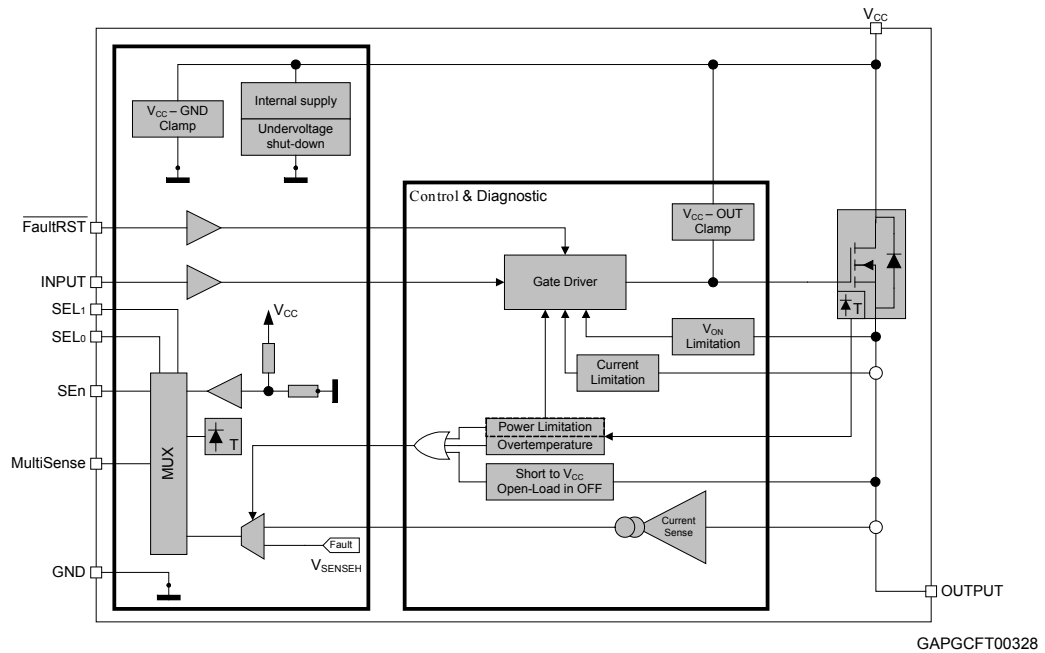 VCC
VCC – GND
Clamp
Internal supply
Undervoltage
shut-down
Control & Diagnostic
FaultRST
VCC – OUT
Clamp
INPUT
Gate Driver
SEL1
VCC
T
SEL0
VON
Limitation
Current
Limitation
SEn
MUX
T
Power Limitation
Overtemperature
MultiSense
Short to VCC
Open-Load in OFF
Current
Sense
Fault
VSENSEH
GND
OUTPUT
GAPGCFT00328